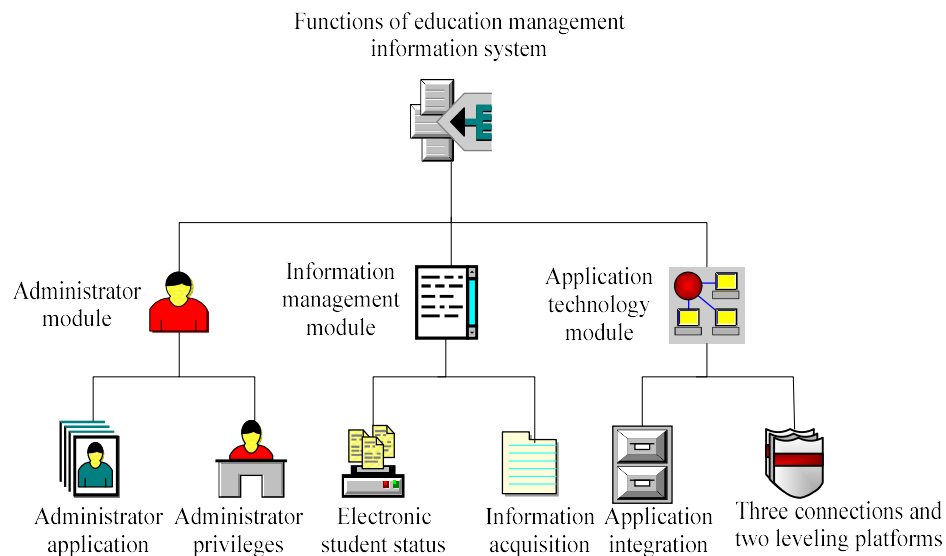 Functions of education management
information system
Administrator
module
Information
management
module
Application
technology
module
Administrator
application
Administrator
privileges
Electronic
student status
Information
acquisition
Application
integration
Three connections and
two leveling platforms